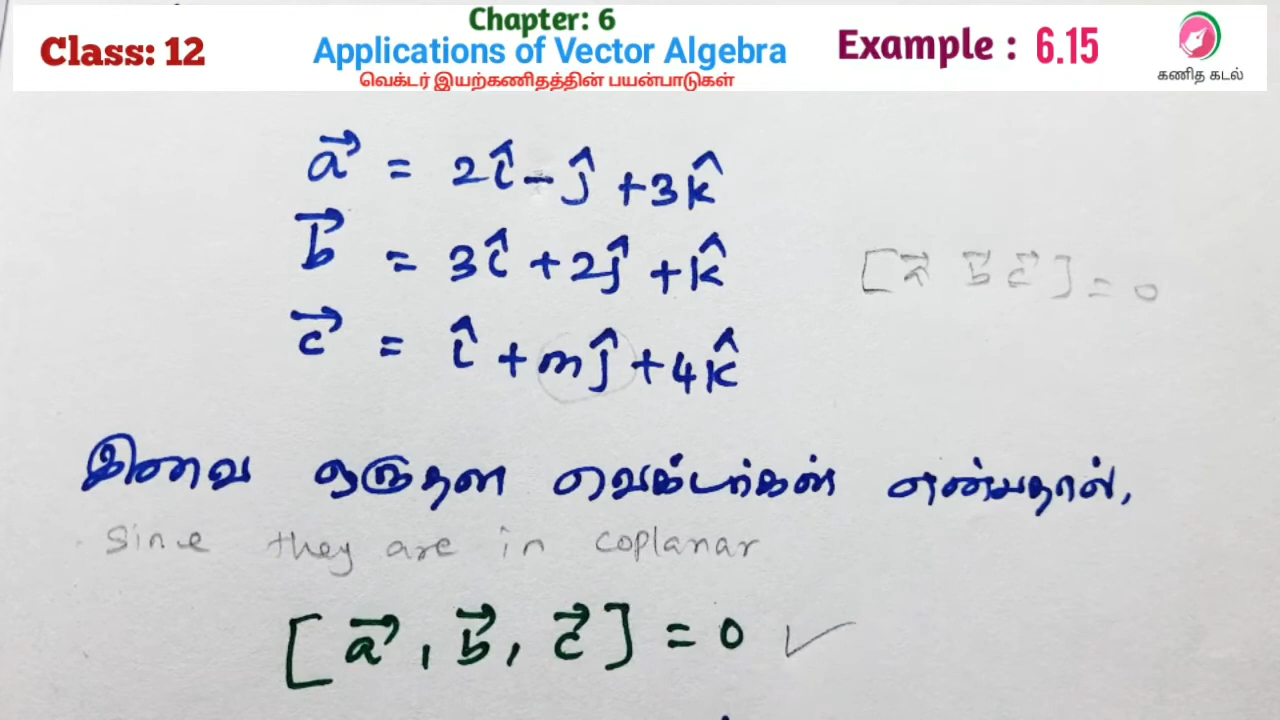 Class: 12
Chapter: 6
Applications of Vector Algebra
வெக்டர் இயற்கணிதத்தின் பயன்பாடுகள்
Example : 6.15
கணித கடல்
a⃗ = 2î - ĵ + 3k̂
b⃗ = 3î + 2ĵ + k̂
[a⃗ b⃗ c⃗] = 0
c⃗ = î + mĵ + 4k̂
இவை ஒருதள வெக்டர்கள் என்பதால்,
since they are in coplanar
[a⃗, b⃗, c⃗] = 0 ✓